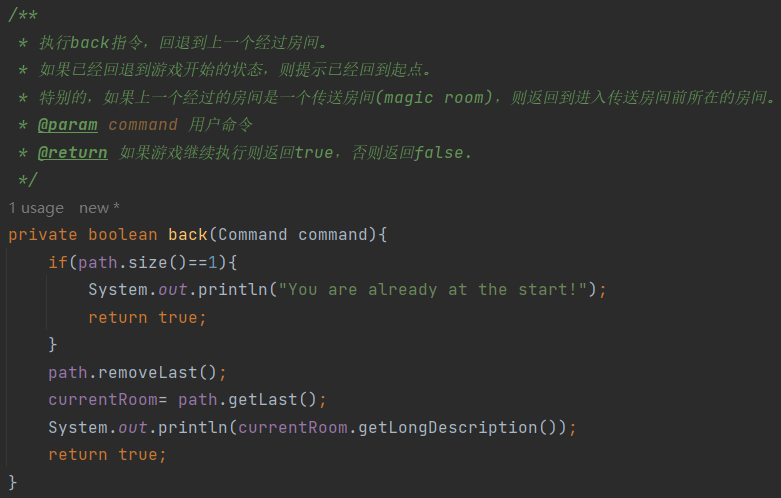 /**
 * 执行back指令，回退到上一个经过房间。
 * 如果已经回退到游戏开始的状态，则提示已经回到起点。
 * 特别的，如果上一个经过的房间是一个传送房间(magic room)，则返回到进入传送房间前所在的房间。
 * @param command 用户命令
 * @return 如果游戏继续执行则返回true，否则返回false.
 */
1 usage new *
private boolean back(Command command){
    if(path.size()==1){
        System.out.println("You are already at the start!");
        return true;
    }
    path.removeLast();
    currentRoom= path.getLast();
    System.out.println(currentRoom.getLongDescription());
    return true;
}